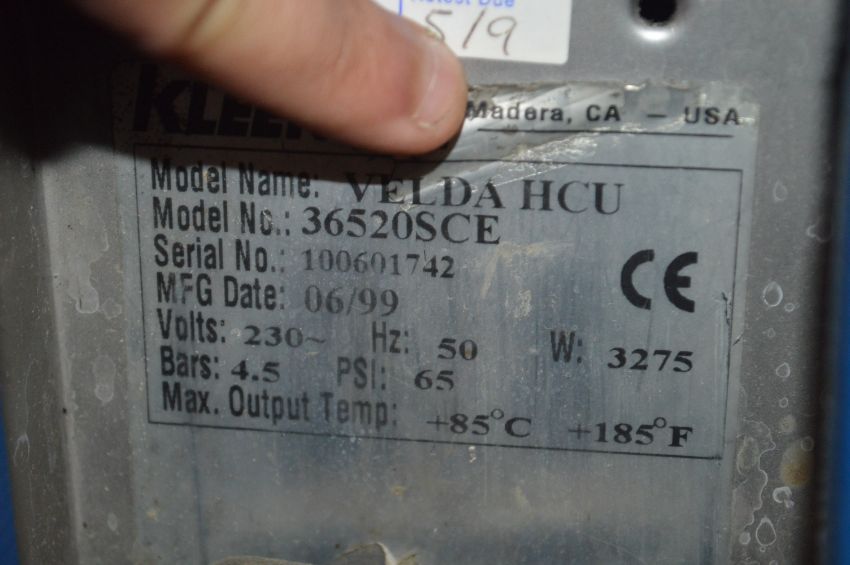 5/9
Madera, CA – USA
Model Name: VELDA HCU
Model No.: 36520SCE
Serial No.: 100601742
MFG Date: 06/99
CE
Volts: 230~ Hz: 50 W: 3275
Bars: 4.5 PSI: 65
Max. Output Temp: +85°C +185°F